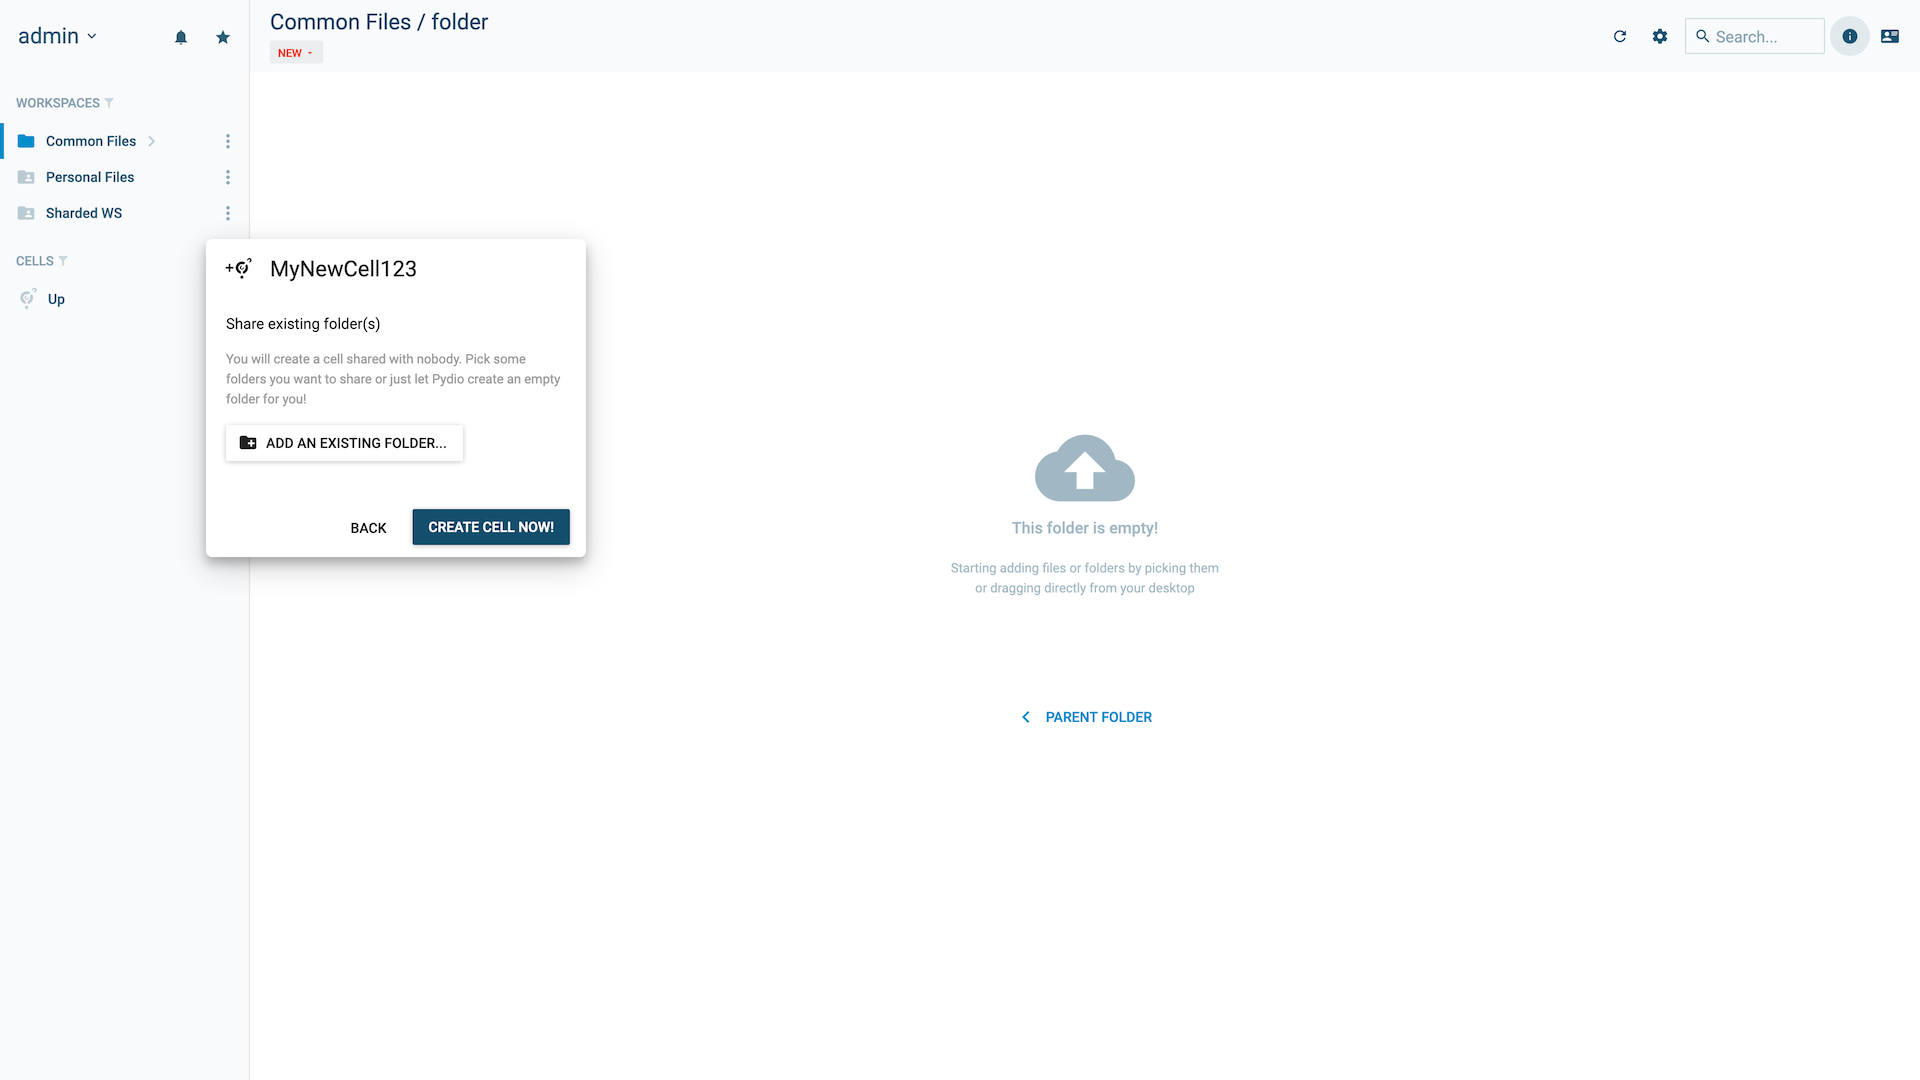 admin
Common Files / folder
NEW
Search...
WORKSPACES
Common Files
Personal Files
Sharded WS
CELLS
Up
MyNewCell123
Share existing folder(s)
You will create a cell shared with nobody. Pick some
folders you want to share or just let Pydio create an empty
folder for you!
ADD AN EXISTING FOLDER...
BACK
CREATE CELL NOW!
This folder is empty!
Starting adding files or folders by picking them
or dragging directly from your desktop
PARENT FOLDER